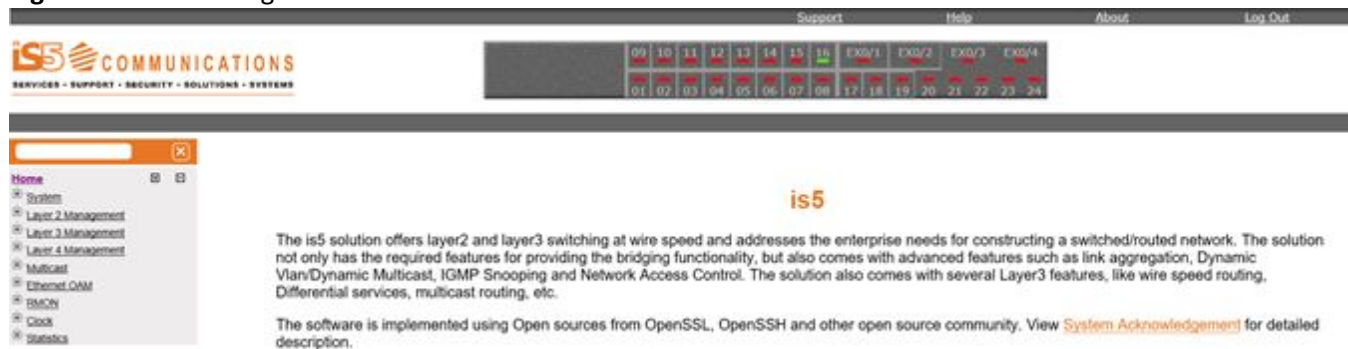 Support Help About Log Out
iS5 COMMUNICATIONS
SERVICES • SUPPORT • SECURITY • SOLUTIONS • SYSTEMS
09 10 11 12 13 14 15 16 EX0/1 EX0/2 EX0/3 EX0/4
01 02 03 04 05 06 07 08 17 18 19 20 21 22 23 24
Home
System
Layer 2 Management
Layer 3 Management
Layer 4 Management
Multicast
Ethernet OAM
RMON
Clock
Statistics
is5
The is5 solution offers layer2 and layer3 switching at wire speed and addresses the enterprise needs for constructing a switched/routed network. The solution
not only has the required features for providing the bridging functionality, but also comes with advanced features such as link aggregation, Dynamic
Vlan/Dynamic Multicast, IGMP Snooping and Network Access Control. The solution also comes with several Layer3 features, like wire speed routing,
Differential services, multicast routing, etc.
The software is implemented using Open sources from OpenSSL, OpenSSH and other open source community. View System Acknowledgement for detailed
description.